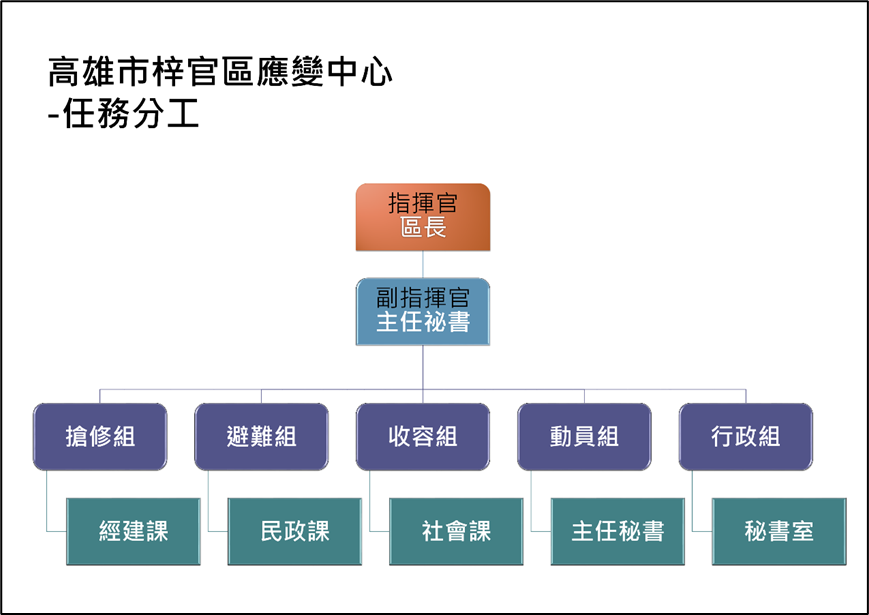 高雄市梓官區應變中心
-任務分工
指揮官
區長
副指揮官
主任祕書
搶修組
避難組
收容組
動員組
行政組
經建課
民政課
社會課
主任秘書
秘書室